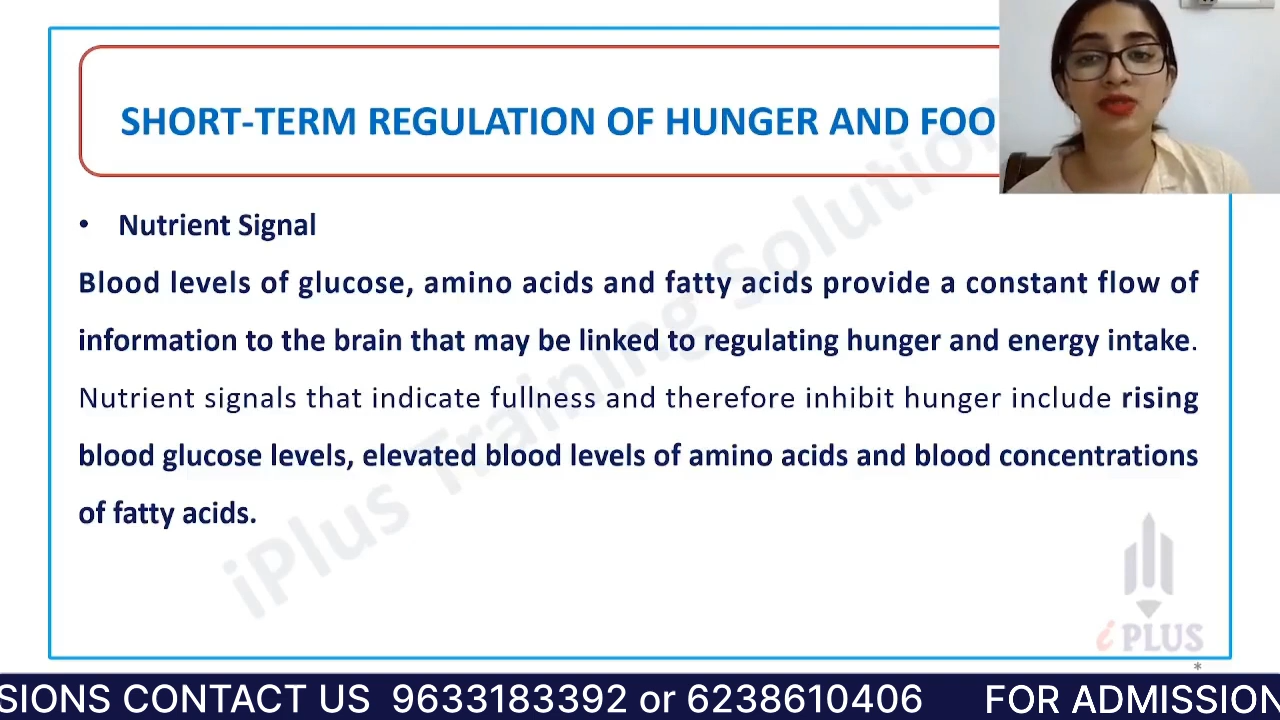 SHORT-TERM REGULATION OF HUNGER AND FOO
• Nutrient Signal
Blood levels of glucose, amino acids and fatty acids provide a constant flow of
information to the brain that may be linked to regulating hunger and energy intake.
Nutrient signals that indicate fullness and therefore inhibit hunger include rising
blood glucose levels, elevated blood levels of amino acids and blood concentrations
of fatty acids.
iPlus Training Solution
iPLUS
*
SIONS CONTACT US 9633183392 or 6238610406 FOR ADMISSION